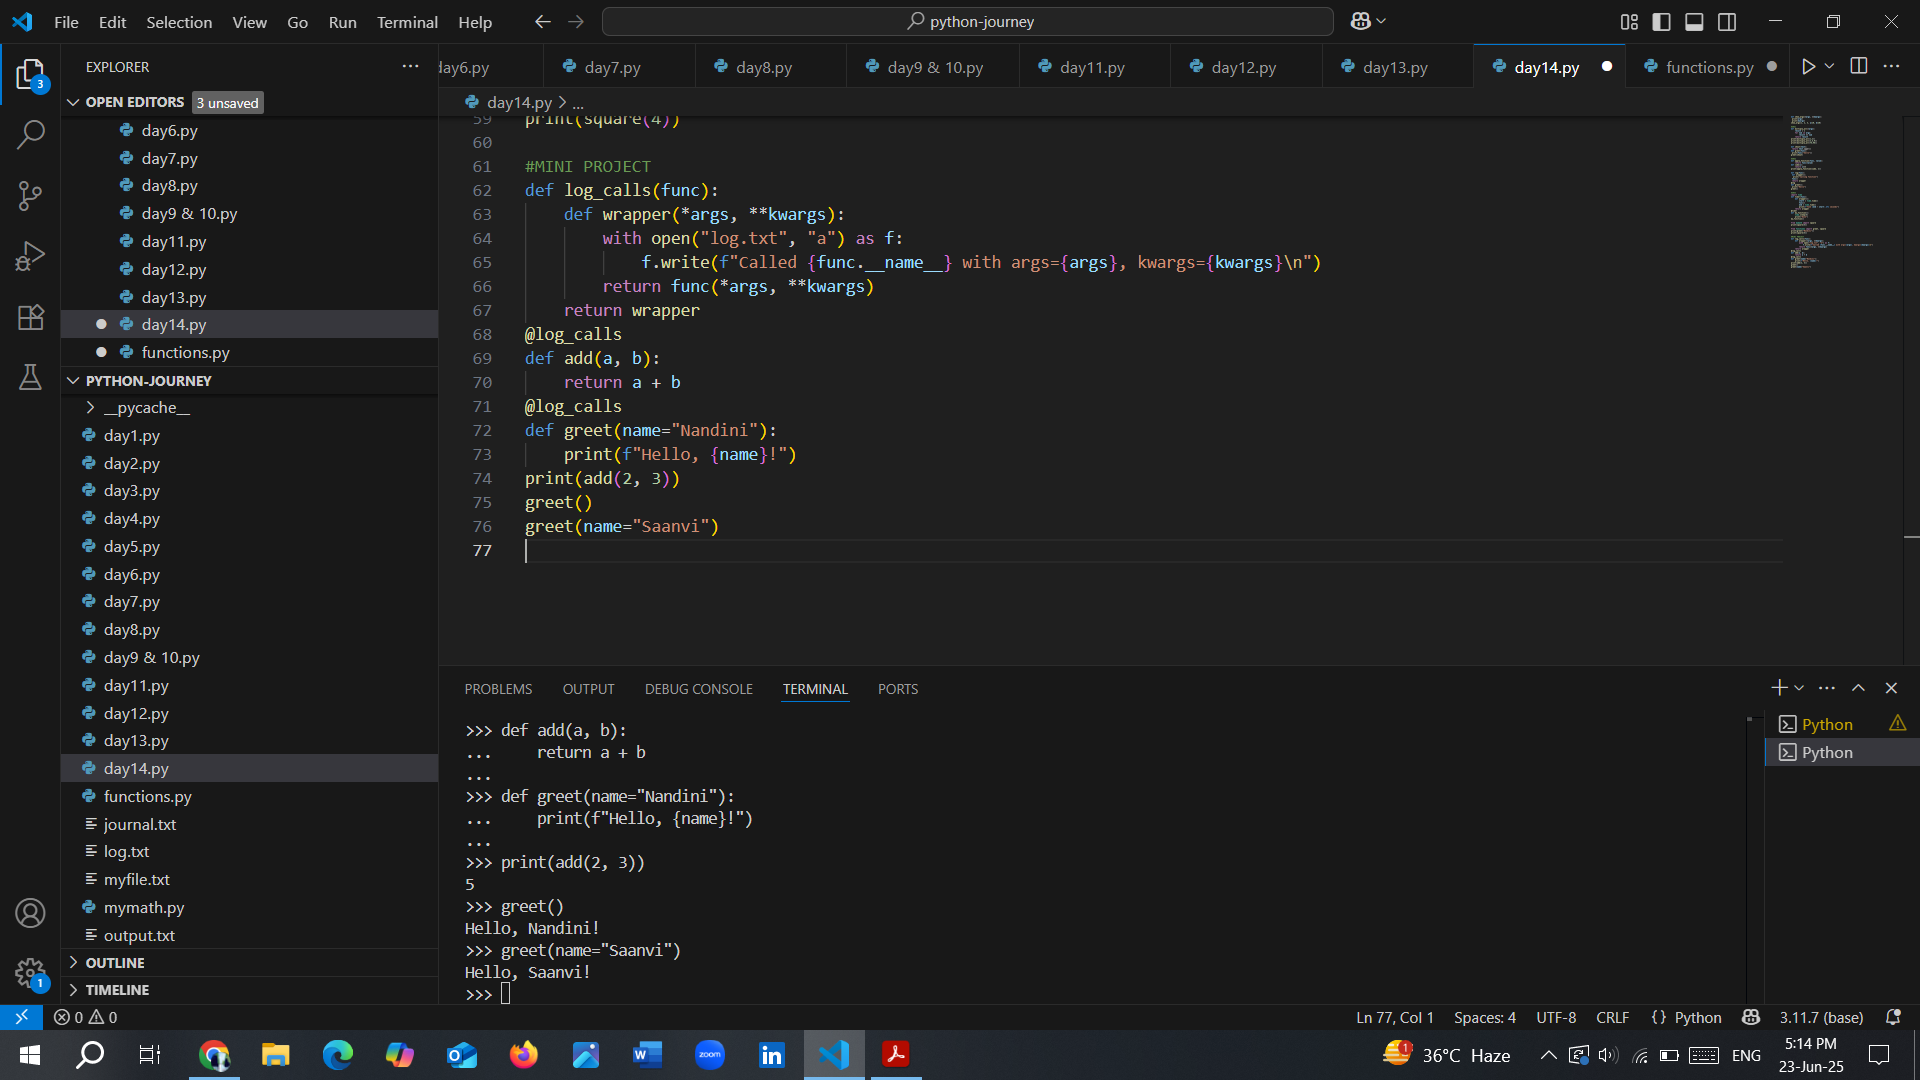 File Edit Selection View Go Run Terminal Help
python-journey
EXPLORER
OPEN EDITORS 3 unsaved
day6.py
day7.py
day8.py
day9 & 10.py
day11.py
day12.py
day13.py
day14.py
functions.py
PYTHON-JOURNEY
__pycache__
day1.py
day2.py
day3.py
day4.py
day5.py
day6.py
day7.py
day8.py
day9 & 10.py
day11.py
day12.py
day13.py
day14.py
functions.py
journal.txt
log.txt
myfile.txt
mymath.py
output.txt
OUTLINE
TIMELINE
3
1
day6.py day7.py day8.py day9 & 10.py day11.py day12.py day13.py day14.py functions.py
day14.py > ...
59 print(square(4))
60
61 #MINI PROJECT
62 def log_calls(func):
63 def wrapper(*args, **kwargs):
64 with open("log.txt", "a") as f:
65 f.write(f"Called {func.__name__} with args={args}, kwargs={kwargs}\n")
66 return func(*args, **kwargs)
67 return wrapper
68 @log_calls
69 def add(a, b):
70 return a + b
71 @log_calls
72 def greet(name="Nandini"):
73 print(f"Hello, {name}!")
74 print(add(2, 3))
75 greet()
76 greet(name="Saanvi")
77
PROBLEMS OUTPUT DEBUG CONSOLE TERMINAL PORTS
>>> def add(a, b):
... return a + b
...
>>> def greet(name="Nandini"):
... print(f"Hello, {name}!")
...
>>> print(add(2, 3))
5
>>> greet()
Hello, Nandini!
>>> greet(name="Saanvi")
Hello, Saanvi!
>>>
Python
Python
0 0
Ln 77, Col 1 Spaces: 4 UTF-8 CRLF {} Python 3.11.7 (base)
zoom
1
36°C Haze
ENG
5:14 PM
23-Jun-25